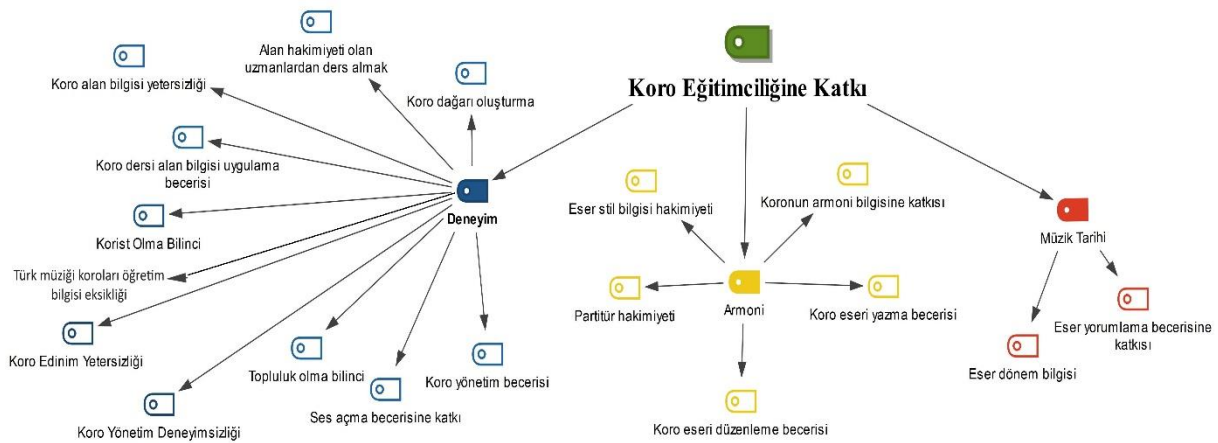 Koro Eğitimciliğine Katkı
Alan hakimiyeti olan
uzmanlardan ders almak
Koro alan bilgisi yetersizliği
Koro dağarı oluşturma
Koro dersi alan bilgisi uygulama
becerisi
Deneyim
Korist Olma Bilinci
Türk müziği koroları öğretim
bilgisi eksikliği
Koro Edinim Yetersizliği
Koro Yönetim Deneyimsizliği
Topluluk olma bilinci
Ses açma becerisine katkı
Koro yönetim becerisi
Eser stil bilgisi hakimiyeti
Koronun armoni bilgisine katkısı
Partitür hakimiyeti
Armoni
Koro eseri yazma becerisi
Koro eseri düzenleme becerisi
Müzik Tarihi
Eser yorumlama becerisine
katkısı
Eser dönem bilgisi